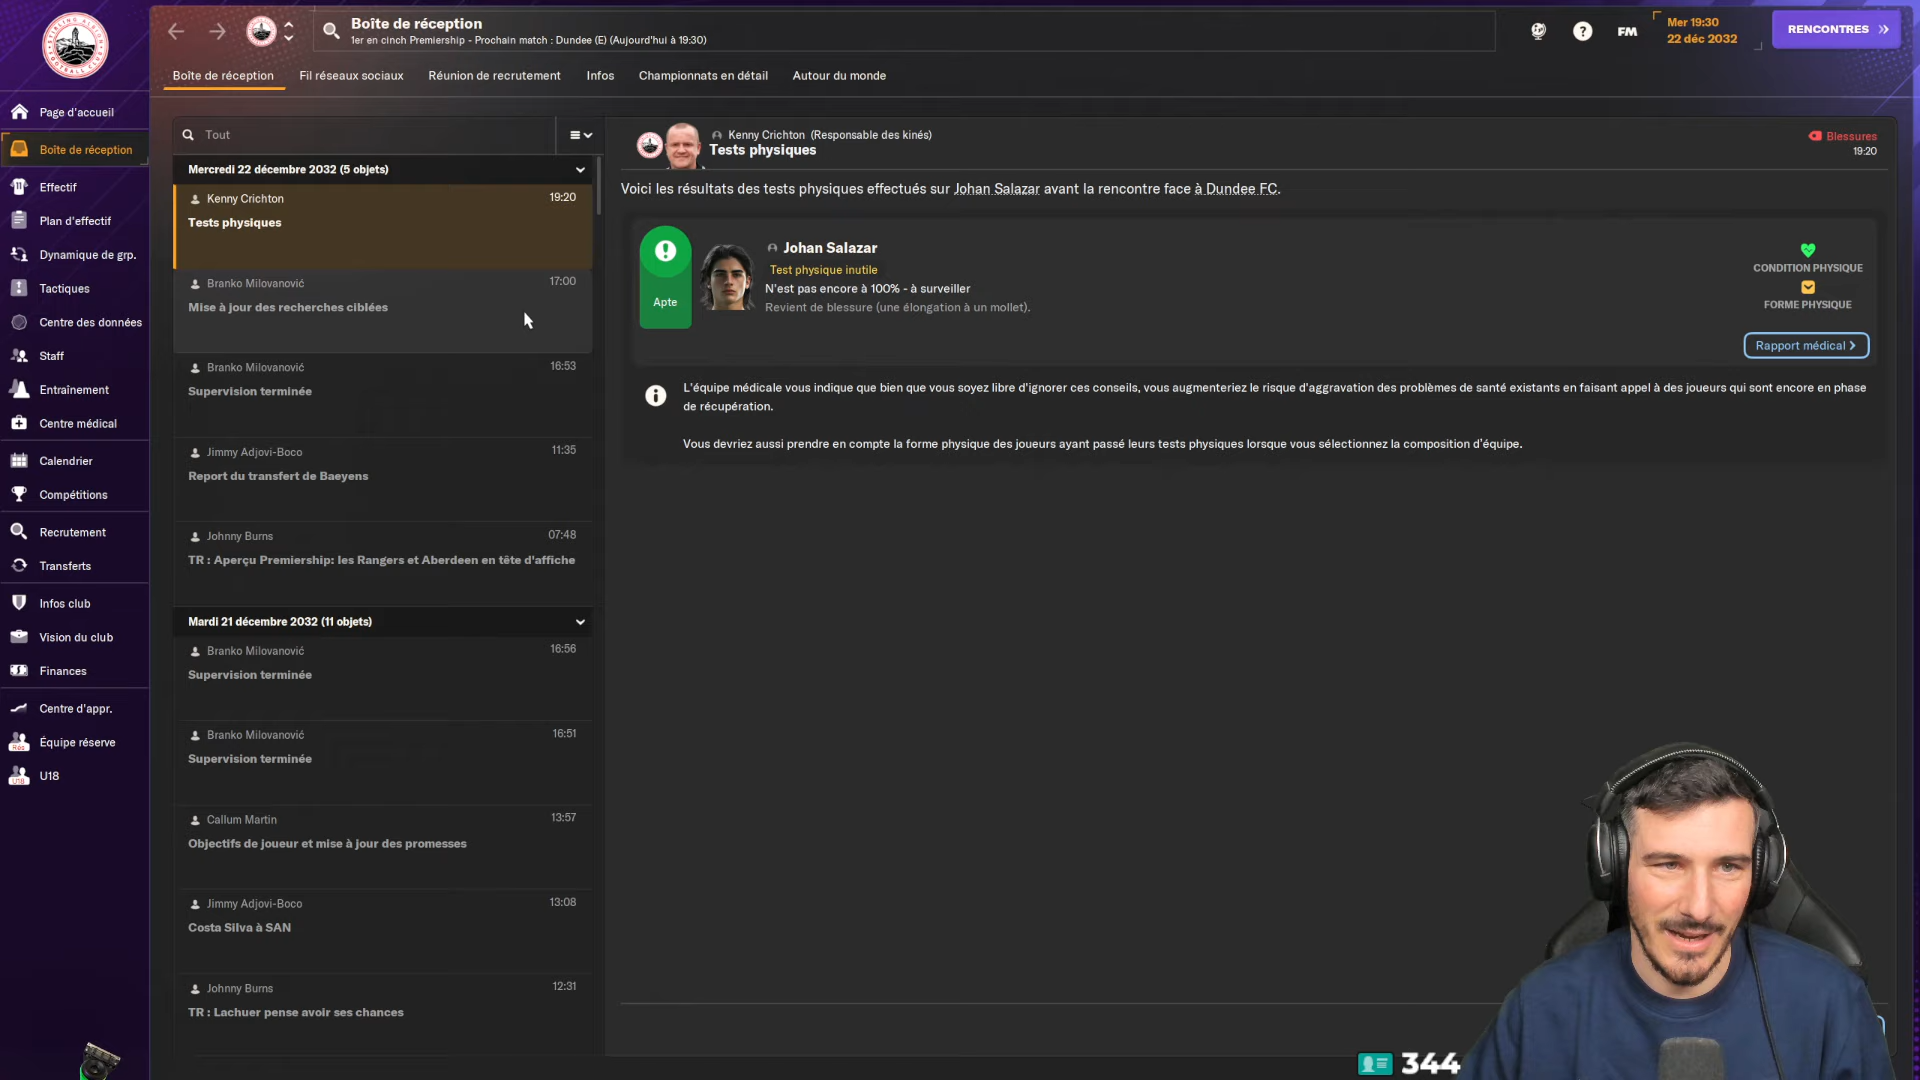 Boîte de réception
1er en cinch Premiership - Prochain match : Dundee (E) (Aujourd'hui à 19:30)
FM
Mer 19:30
22 déc 2032
RENCONTRES
Boîte de réception
Fil réseaux sociaux
Réunion de recrutement
Infos
Championnats en détail
Autour du monde
Page d'accueil
Boîte de réception
Effectif
Plan d'effectif
Dynamique de grp.
Tactiques
Centre des données
Staff
Entraînement
Centre médical
Calendrier
Compétitions
Recrutement
Transferts
Infos club
Vision du club
Finances
Centre d'appr.
Équipe réserve
U18
Tout
Mercredi 22 décembre 2032 (5 objets)
Kenny Crichton 19:20
Tests physiques
Branko Milovanović 17:00
Mise à jour des recherches ciblées
Branko Milovanović 16:53
Supervision terminée
Jimmy Adjovi-Boco 11:35
Report du transfert de Baeyens
Johnny Burns 07:48
TR : Aperçu Premiership: les Rangers et Aberdeen en tête d'affiche
Mardi 21 décembre 2032 (11 objets)
Branko Milovanović 16:56
Supervision terminée
Branko Milovanović 16:51
Supervision terminée
Callum Martin 13:57
Objectifs de joueur et mise à jour des promesses
Jimmy Adjovi-Boco 13:08
Costa Silva à SAN
Johnny Burns 12:31
TR : Lachuer pense avoir ses chances
Kenny Crichton (Responsable des kinés)
Tests physiques
Blessures
19:20
Voici les résultats des tests physiques effectués sur Johan Salazar avant la rencontre face à Dundee FC.
Apte
Johan Salazar
Test physique inutile
N'est pas encore à 100% - à surveiller
Revient de blessure (une élongation à un mollet).
CONDITION PHYSIQUE
FORME PHYSIQUE
Rapport médical
L'équipe médicale vous indique que bien que vous soyez libre d'ignorer ces conseils, vous augmenteriez le risque d'aggravation des problèmes de santé existants en faisant appel à des joueurs qui sont encore en phase
de récupération.
Vous devriez aussi prendre en compte la forme physique des joueurs ayant passé leurs tests physiques lorsque vous sélectionnez la composition d'équipe.
344